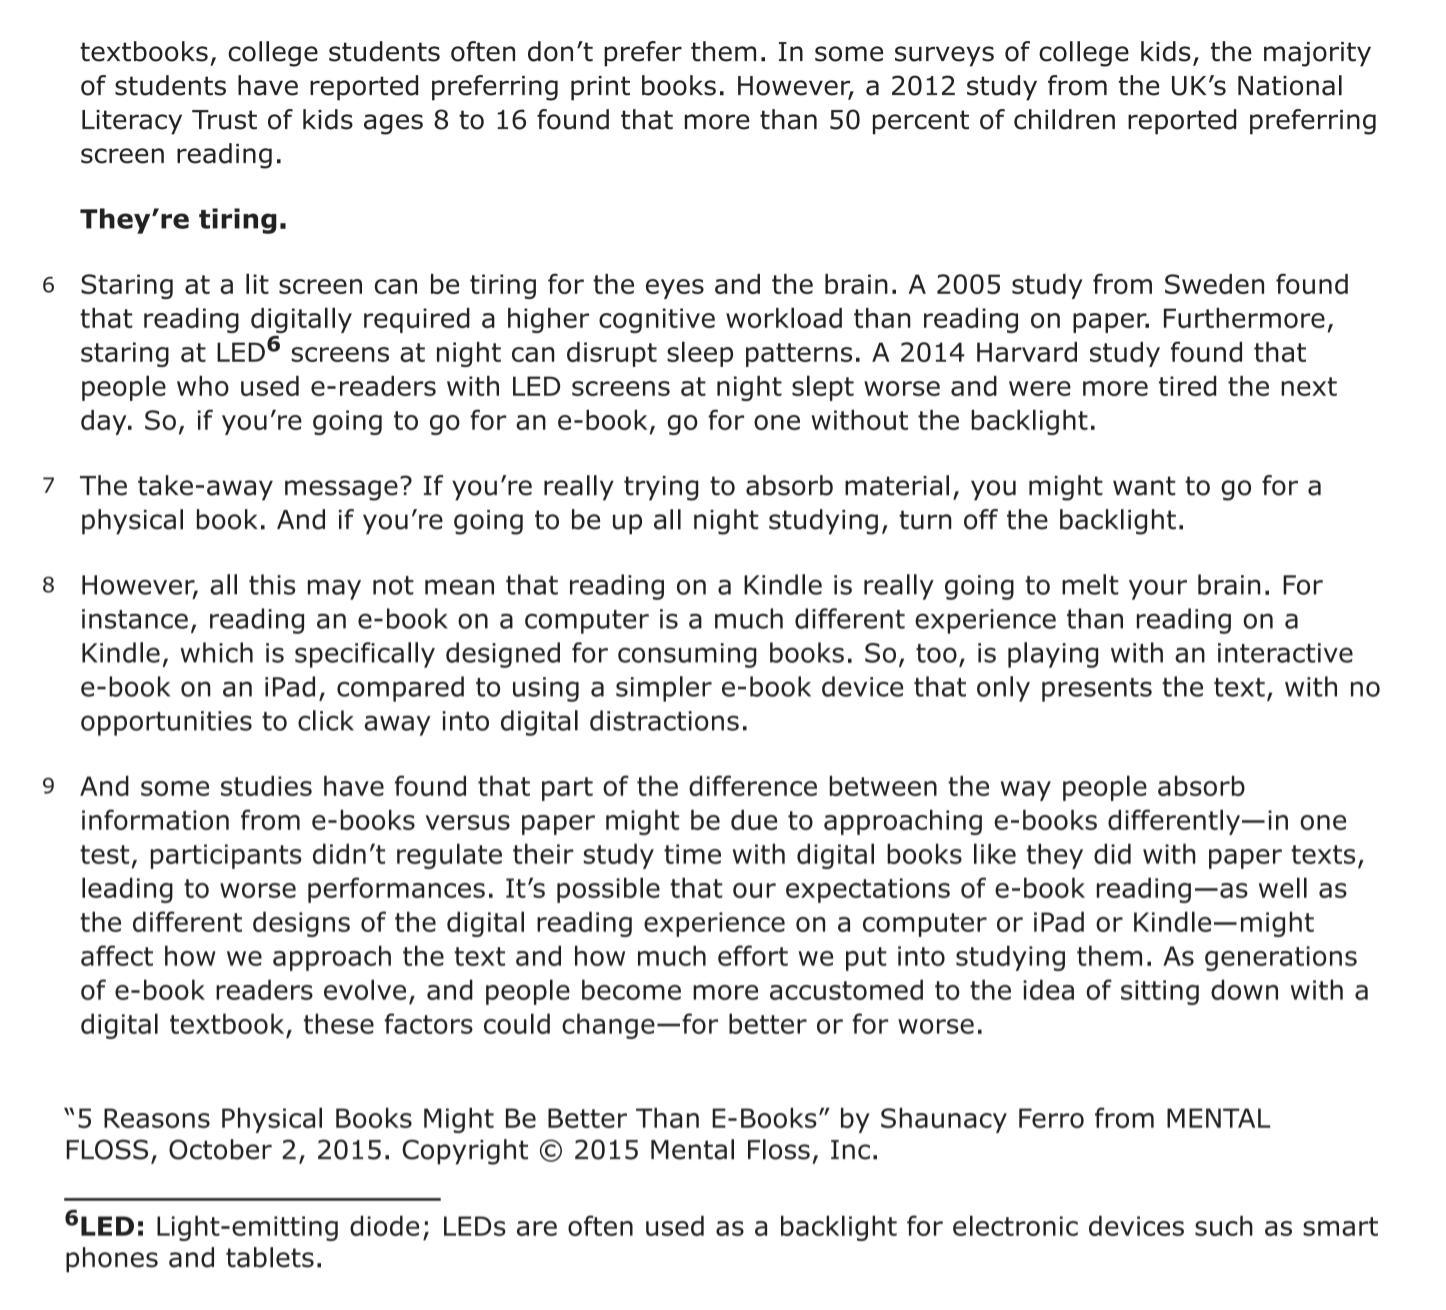 textbooks, college students often don't prefer them. In some surveys of college kids, the majority
of students have reported preferring print books. However, a 2012 study from the UK's National
Literacy Trust of kids ages 8 to 16 found that more than 50 percent of children reported preferring
screen reading.
They're tiring.
6 Staring at a lit screen can be tiring for the eyes and the brain. A 2005 study from Sweden found
that reading digitally required a higher cognitive workload than reading on paper. Furthermore,
staring at LED⁶ screens at night can disrupt sleep patterns. A 2014 Harvard study found that
people who used e-readers with LED screens at night slept worse and were more tired the next
day. So, if you're going to go for an e-book, go for one without the backlight.
7 The take-away message? If you're really trying to absorb material, you might want to go for a
physical book. And if you're going to be up all night studying, turn off the backlight.
8 However, all this may not mean that reading on a Kindle is really going to melt your brain. For
instance, reading an e-book on a computer is a much different experience than reading on a
Kindle, which is specifically designed for consuming books. So, too, is playing with an interactive
e-book on an iPad, compared to using a simpler e-book device that only presents the text, with no
opportunities to click away into digital distractions.
9 And some studies have found that part of the difference between the way people absorb
information from e-books versus paper might be due to approaching e-books differently—in one
test, participants didn't regulate their study time with digital books like they did with paper texts,
leading to worse performances. It's possible that our expectations of e-book reading—as well as
the different designs of the digital reading experience on a computer or iPad or Kindle—might
affect how we approach the text and how much effort we put into studying them. As generations
of e-book readers evolve, and people become more accustomed to the idea of sitting down with a
digital textbook, these factors could change—for better or for worse.
"5 Reasons Physical Books Might Be Better Than E-Books" by Shaunacy Ferro from MENTAL
FLOSS, October 2, 2015. Copyright © 2015 Mental Floss, Inc.
⁶LED: Light-emitting diode; LEDs are often used as a backlight for electronic devices such as smart
phones and tablets.